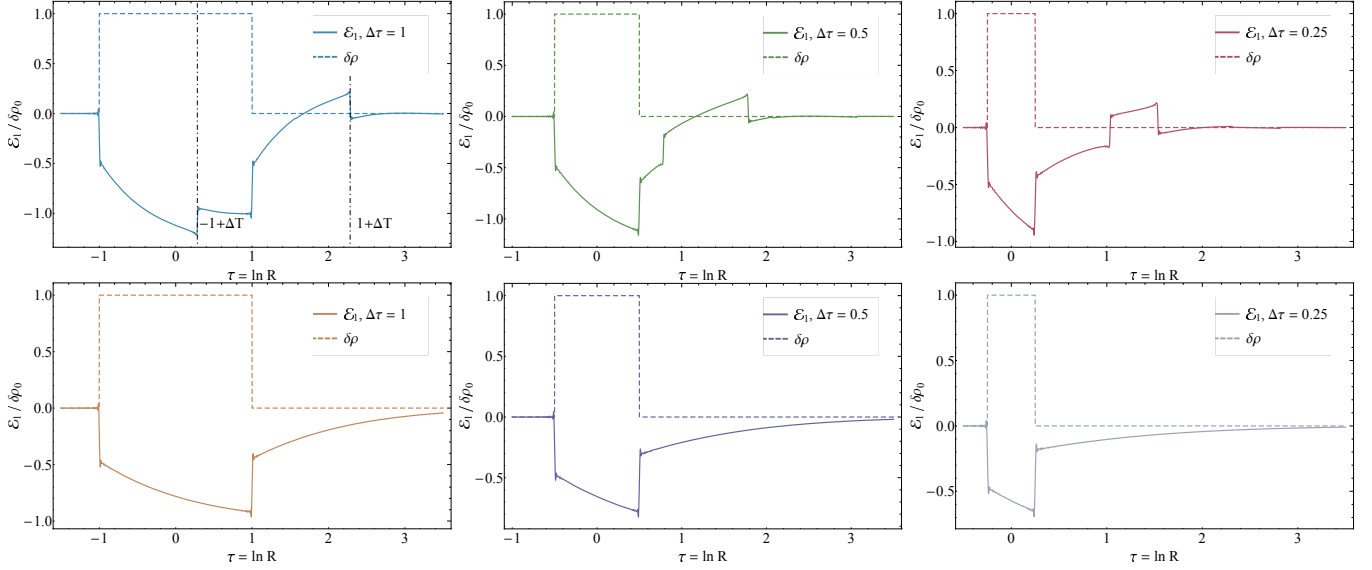 ℰ₁ / δρ₀
1.0
0.5
0.0
−0.5
−1.0
ℰ₁, Δτ = 1
δρ
−1+ΔT
1+ΔT
−1
0
1
2
3
τ = ln R
ℰ₁ / δρ₀
1.0
0.5
0.0
−0.5
−1.0
ℰ₁, Δτ = 0.5
δρ
−1
0
1
2
3
τ = ln R
ℰ₁ / δρ₀
1.0
0.5
0.0
−0.5
−1.0
ℰ₁, Δτ = 0.25
δρ
0
1
2
3
τ = ln R
ℰ₁ / δρ₀
1.0
0.5
0.0
−0.5
−1.0
ℰ₁, Δτ = 1
δρ
−1
0
1
2
3
τ = ln R
ℰ₁ / δρ₀
1.0
0.5
0.0
−0.5
ℰ₁, Δτ = 0.5
δρ
−1
0
1
2
3
τ = ln R
ℰ₁ / δρ₀
1.0
0.5
0.0
−0.5
ℰ₁, Δτ = 0.25
δρ
0
1
2
3
τ = ln R